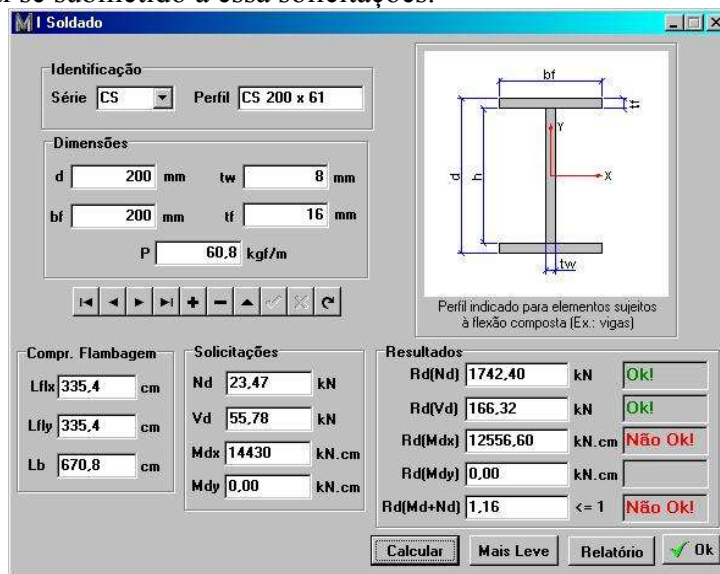 se submetido a essa solicitações.
I Soldado
Identificação
Série CS Perfil CS 200 x 61
Dimensões
d 200 mm tw 8 mm
bf 200 mm tf 16 mm
P 60,8 kgf/m
bf
tf
Y
d
h
X
tw
Perfil indicado para elementos sujeitos
à flexão composta (Ex.: vigas)
Compr. Flambagem
Lflx 335,4 cm
Lfly 335,4 cm
Lb 670,8 cm
Solicitações
Nd 23,47 kN
Vd 55,78 kN
Mdx 14430 kN.cm
Mdy 0,00 kN.cm
Resultados
Rd(Nd) 1742,40 kN Ok!
Rd(Vd) 166,32 kN Ok!
Rd(Mdx) 12556,60 kN.cm Não Ok!
Rd(Mdy) 0,00 kN.cm
Rd(Md+Nd) 1,16 <= 1 Não Ok!
Calcular Mais Leve Relatório Ok